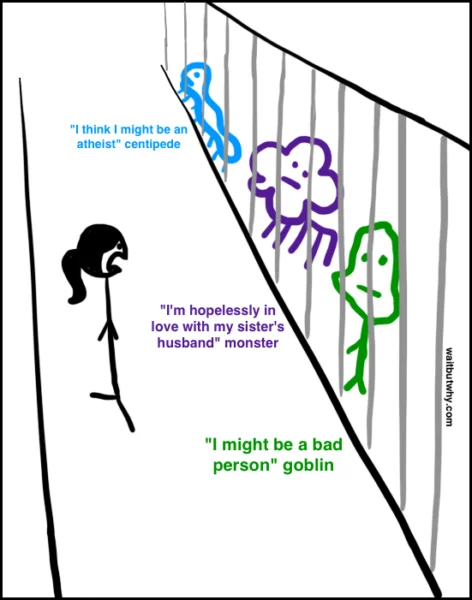 "I think I might be an
atheist" centipede
"I'm hopelessly in
love with my sister's
husband" monster
waitbutwhy.com
"I might be a bad
person" goblin